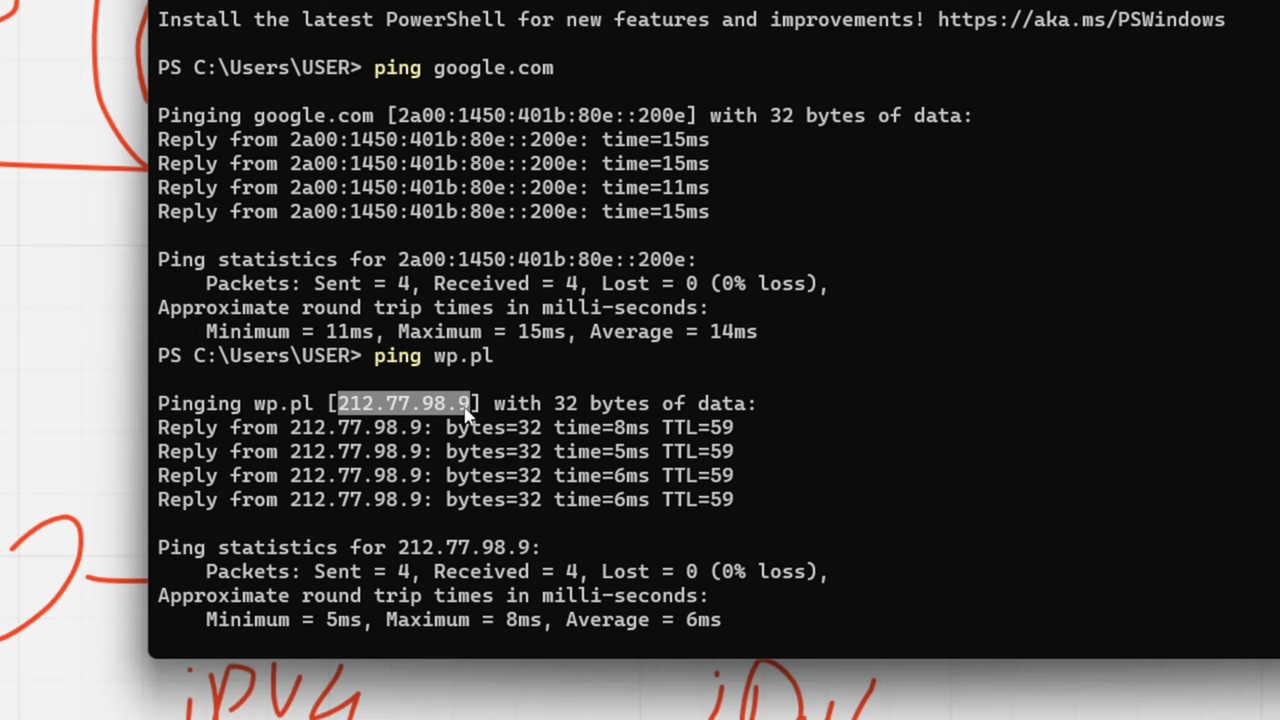 Install the latest PowerShell for new features and improvements! https://aka.ms/PSWindows
PS C:\Users\USER> ping google.com
Pinging google.com [2a00:1450:401b:80e::200e] with 32 bytes of data:
Reply from 2a00:1450:401b:80e::200e: time=15ms
Reply from 2a00:1450:401b:80e::200e: time=15ms
Reply from 2a00:1450:401b:80e::200e: time=11ms
Reply from 2a00:1450:401b:80e::200e: time=15ms
Ping statistics for 2a00:1450:401b:80e::200e:
Packets: Sent = 4, Received = 4, Lost = 0 (0% loss),
Approximate round trip times in milli-seconds:
Minimum = 11ms, Maximum = 15ms, Average = 14ms
PS C:\Users\USER> ping wp.pl
Pinging wp.pl [212.77.98.9] with 32 bytes of data:
Reply from 212.77.98.9: bytes=32 time=8ms TTL=59
Reply from 212.77.98.9: bytes=32 time=5ms TTL=59
Reply from 212.77.98.9: bytes=32 time=6ms TTL=59
Reply from 212.77.98.9: bytes=32 time=6ms TTL=59
Ping statistics for 212.77.98.9:
Packets: Sent = 4, Received = 4, Lost = 0 (0% loss),
Approximate round trip times in milli-seconds:
Minimum = 5ms, Maximum = 8ms, Average = 6ms